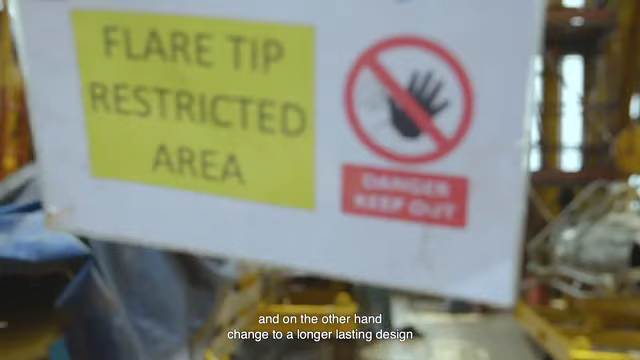 FLARE TIP
RESTRICTED
AREA
DANGER
KEEP OUT
and on the other hand
change to a longer lasting design